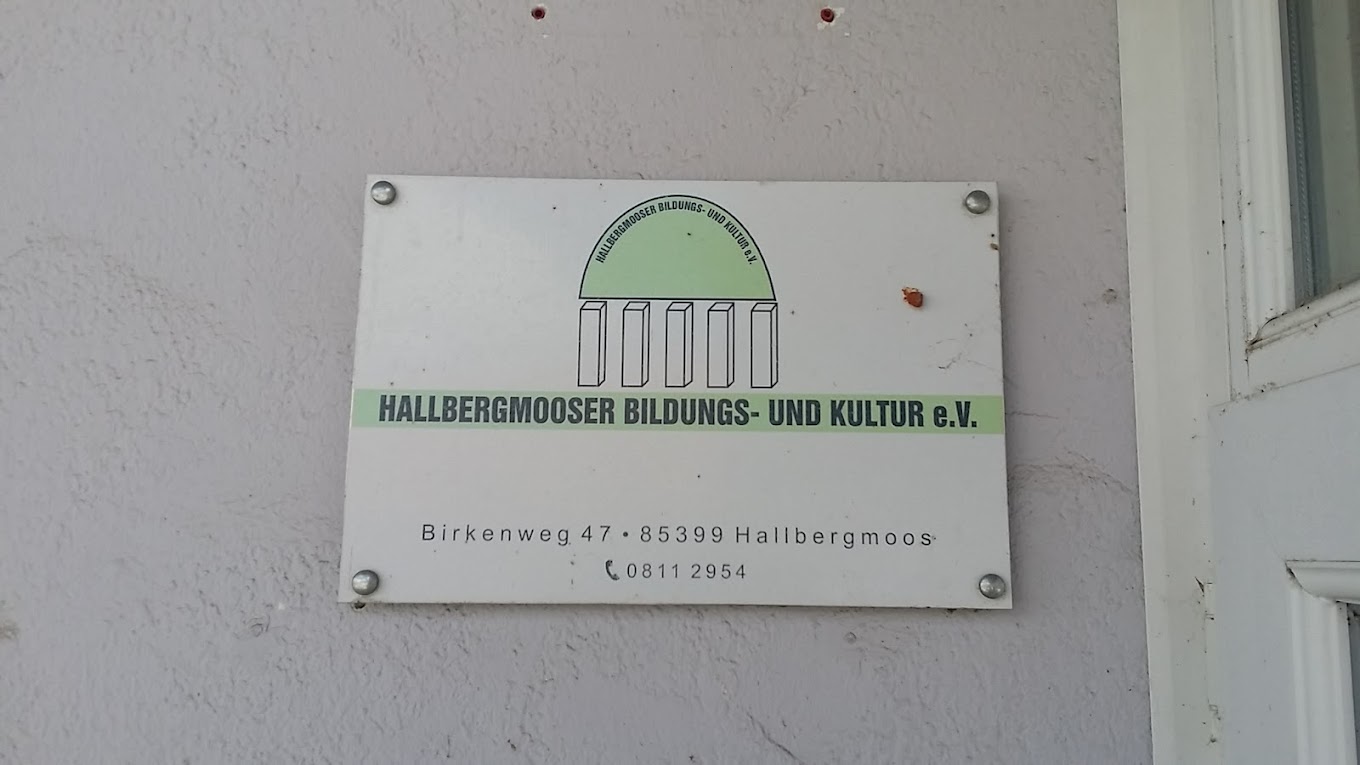 HALLBERGMOOSER BILDUNGS- UND KULTUR e.V.
HALLBERGMOOSER BILDUNGS- UND KULTUR e.V.
Birkenweg 47 • 85399 Hallbergmoos
0811 2954